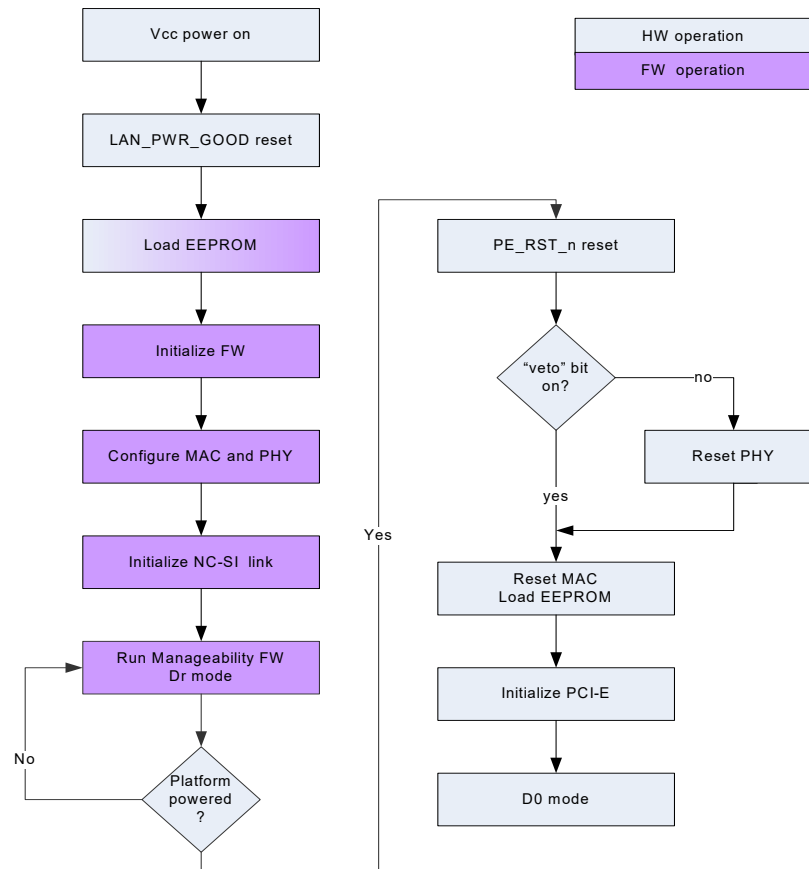 Vcc power on
LAN_PWR_GOOD reset
Load EEPROM
Initialize FW
Configure MAC and PHY
Initialize NC-SI link
Run Manageability FW
Dr mode
No
Platform
powered
?
Yes
HW operation
FW operation
PE_RST_n reset
“veto” bit
on?
no
Reset PHY
yes
Reset MAC
Load EEPROM
Initialize PCI-E
D0 mode